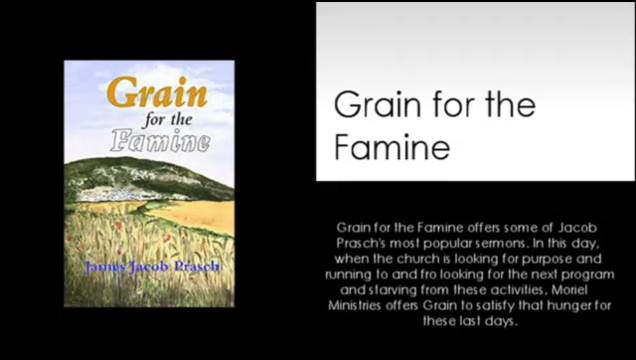 Grain
for the
Famine
James Jacob Prasch
Grain for the
Famine
Grain for the Famine offers some of Jacob
Prasch's most popular sermons. In this day,
when the church is looking for purpose and
running to and fro looking for the next program
and starving from these activities, Moriel
Ministries offers Grain to satisfy that hunger for
these last days.